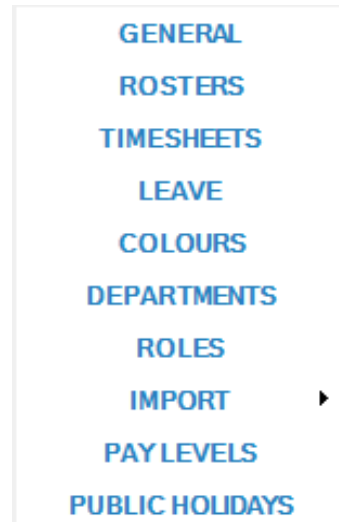 GENERAL
ROSTERS
TIMESHEETS
LEAVE
COLOURS
DEPARTMENTS
ROLES
IMPORT
PAY LEVELS
PUBLIC HOLIDAYS